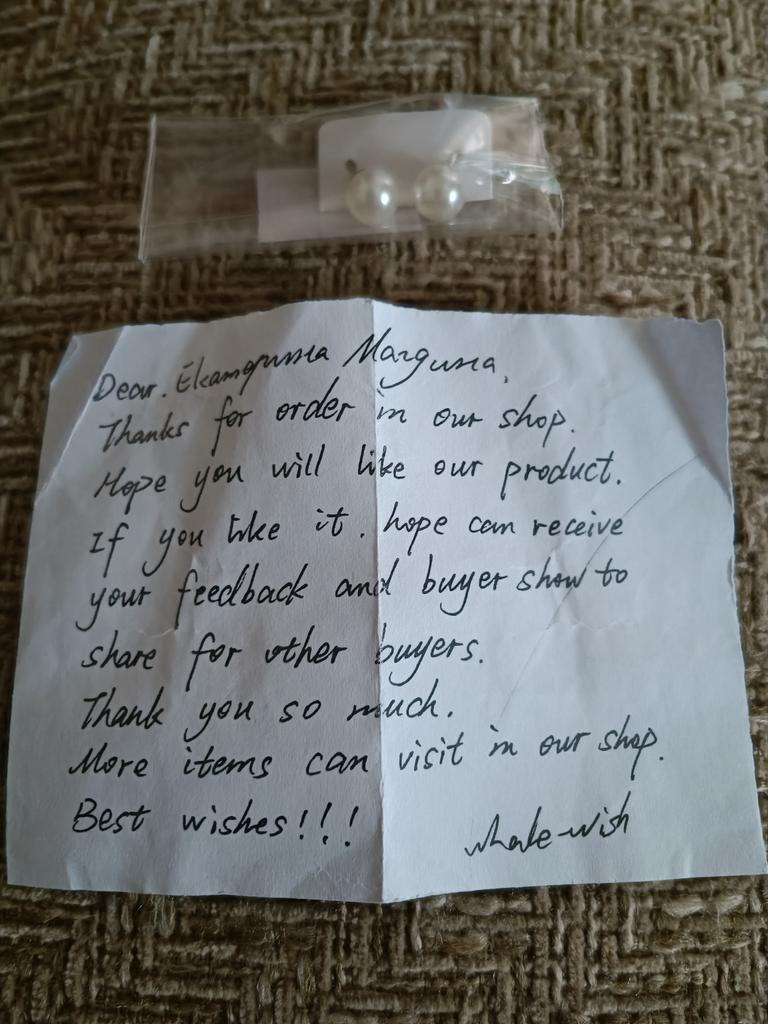 Dear. Ekamopunna Marguna,
Thanks for order in our shop.
Hope you will like our product.
If you like it. hope can receive
your feedback and buyer show to
share for other buyers.
Thank you so much.
More items can visit in our shop.
Best wishes!!!
whale-wish